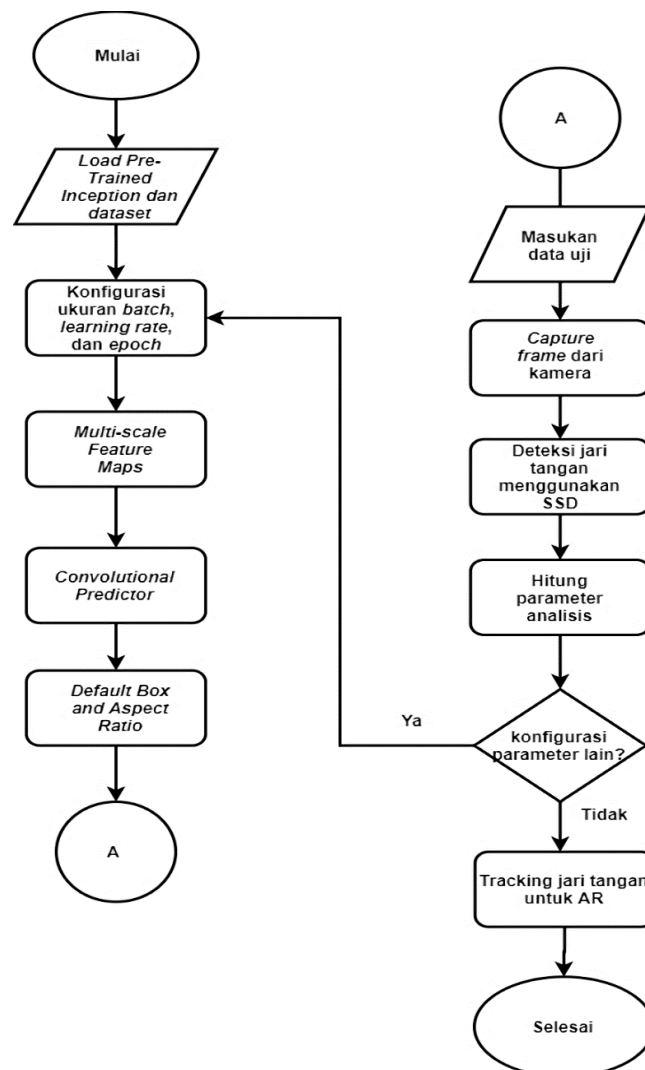 Mulai
Load Pre-
Trained
Inception dan
dataset
Konfigurasi
ukuran batch,
learning rate,
dan epoch
Multi-scale
Feature
Maps
Convolutional
Predictor
Default Box
and Aspect
Ratio
A
A
Masukan
data uji
Capture
frame dari
kamera
Deteksi jari
tangan
menggunakan
SSD
Hitung
parameter
analisis
konfigurasi
parameter lain?
Ya
Tidak
Tracking jari tangan
untuk AR
Selesai